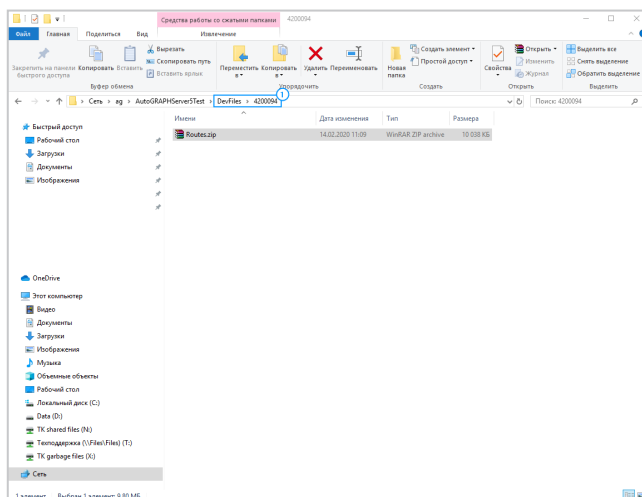 Средства работы со сжатыми папками
4200094
Файл Главная Поделиться Вид Извлечение
Закрепить на панели быстрого доступа
Копировать
Вставить
Вырезать
Скопировать путь
Вставить ярлык
Буфер обмена
Переместить в
Копировать в
Удалить
Переименовать
Упорядочить
Новая папка
Создать элемент
Простой доступ
Создать
Свойства
Открыть
Изменить
Журнал
Открыть
Выделить все
Снять выделение
Обратить выделение
Выделить
1
Сеть › ag › AutoGRAPHServer5Test › DevFiles › 4200094
Поиск: 4200094
Имени Дата изменения Тип Размера
Routes.zip 14.02.2020 11:09 WinRAR ZIP archive 10 038 КБ
Быстрый доступ
Рабочий стол
Загрузки
Документы
Изображения
OneDrive
Этот компьютер
Видео
Документы
Загрузки
Изображения
Музыка
Объемные объекты
Рабочий стол
Локальный диск (C:)
Data (D:)
TK shared files (N:)
Техподдержка (\\Files\Files) (T:)
TK garbage files (X:)
Сеть
1 элемент Выбран 1 элемент: 9,80 МБ